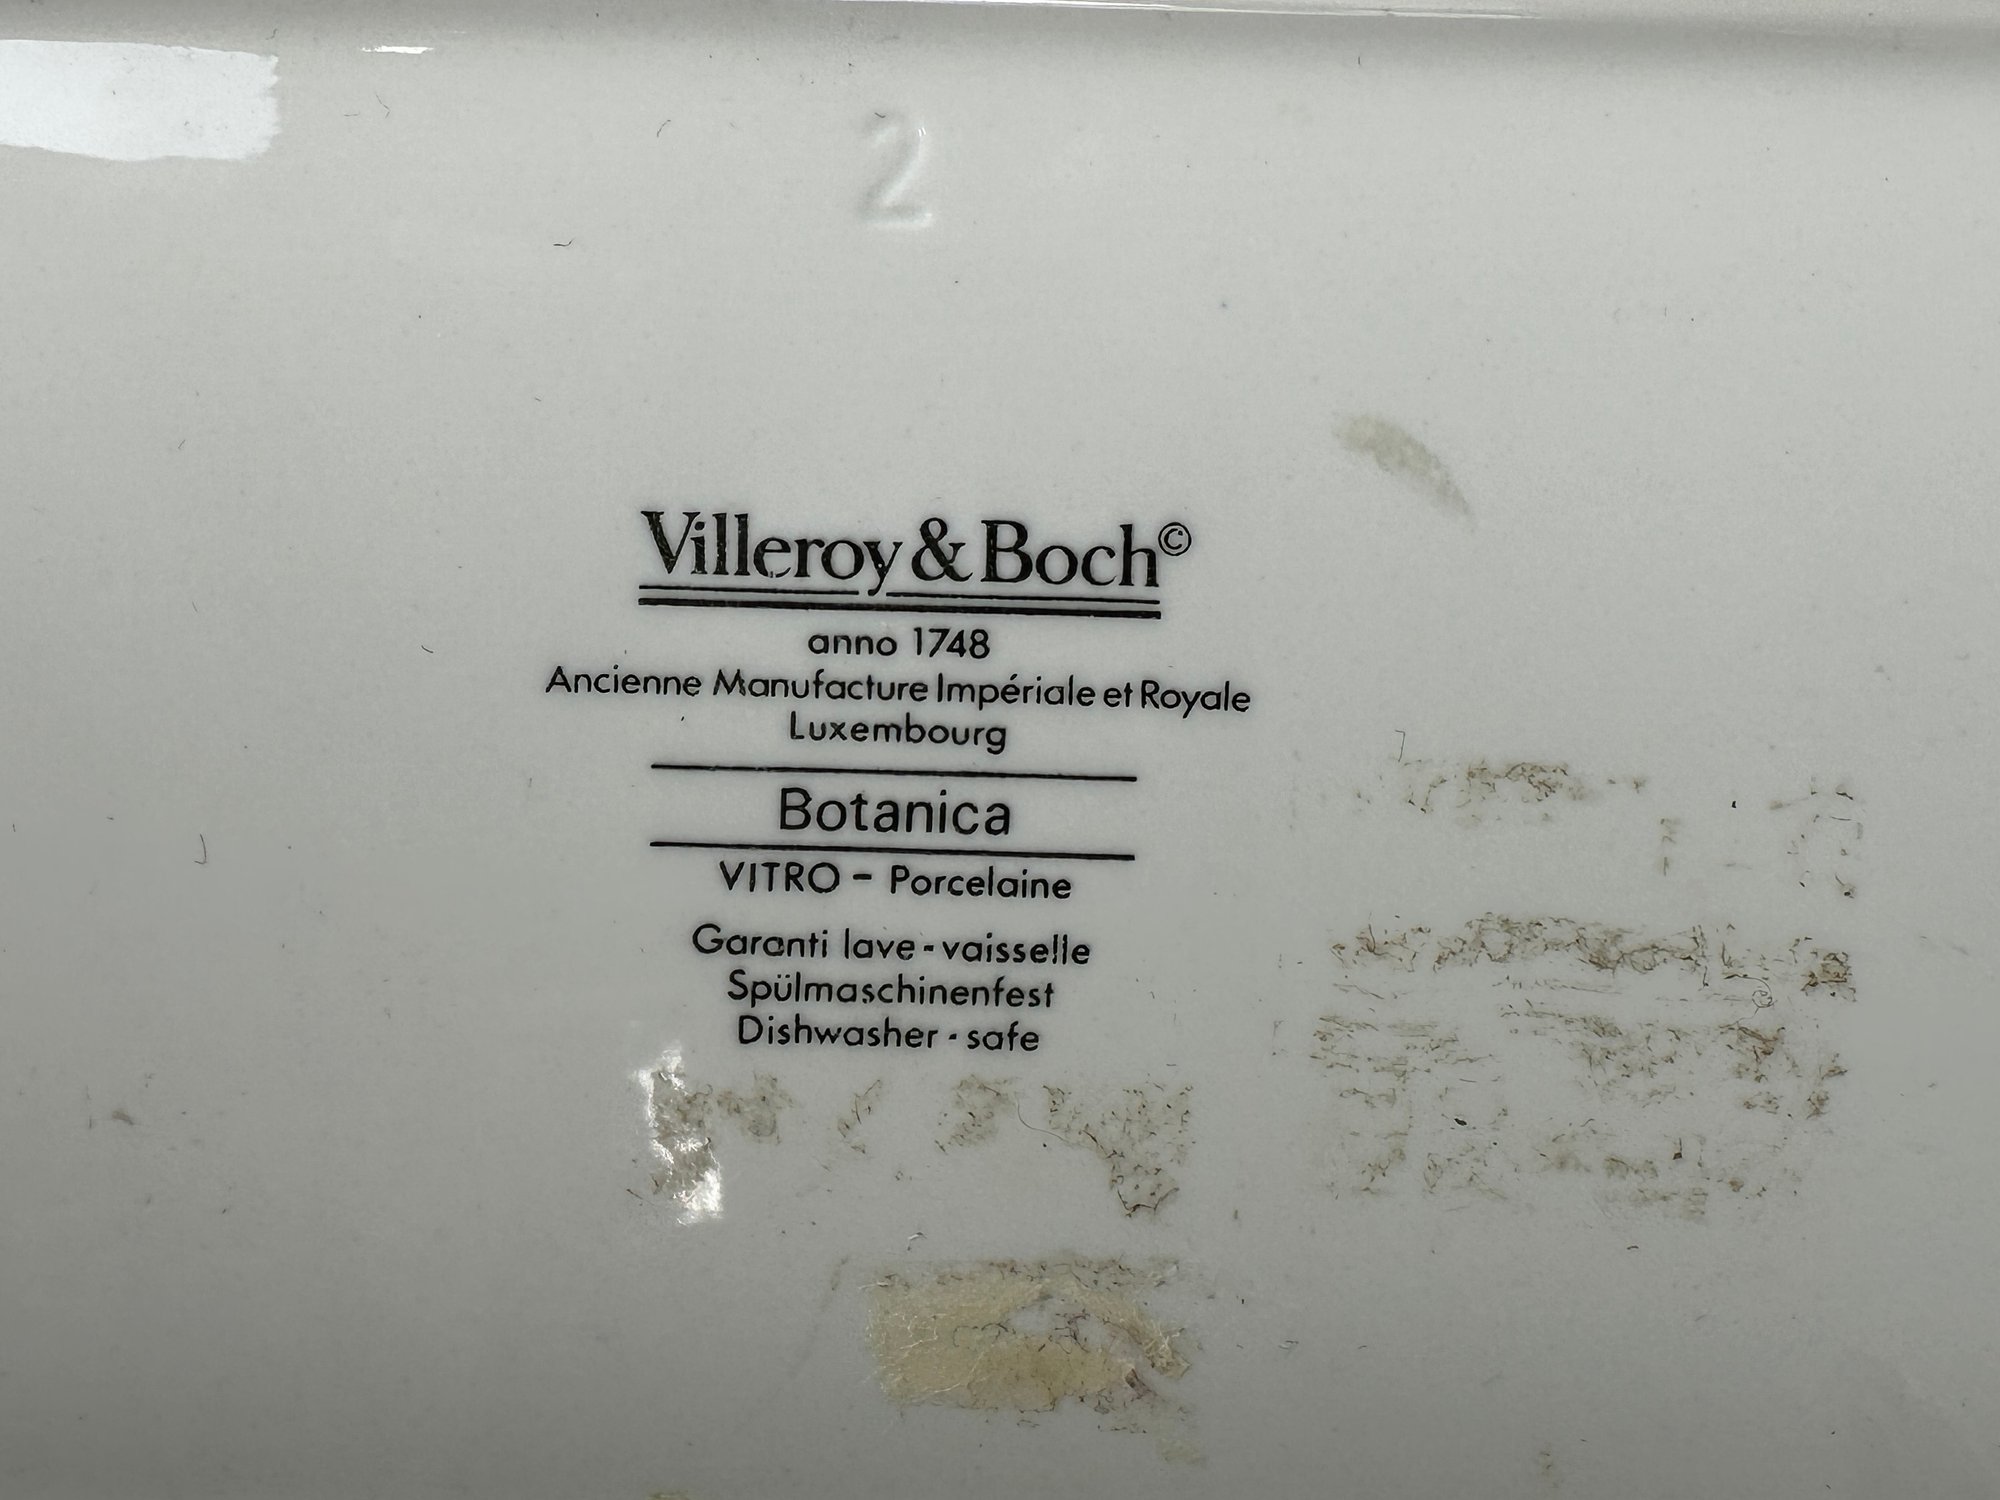 2
Villeroy & Boch©
anno 1748
Ancienne Manufacture Impériale et Royale
Luxembourg
Botanica
VITRO – Porcelaine
Garanti lave-vaisselle
Spülmaschinenfest
Dishwasher-safe